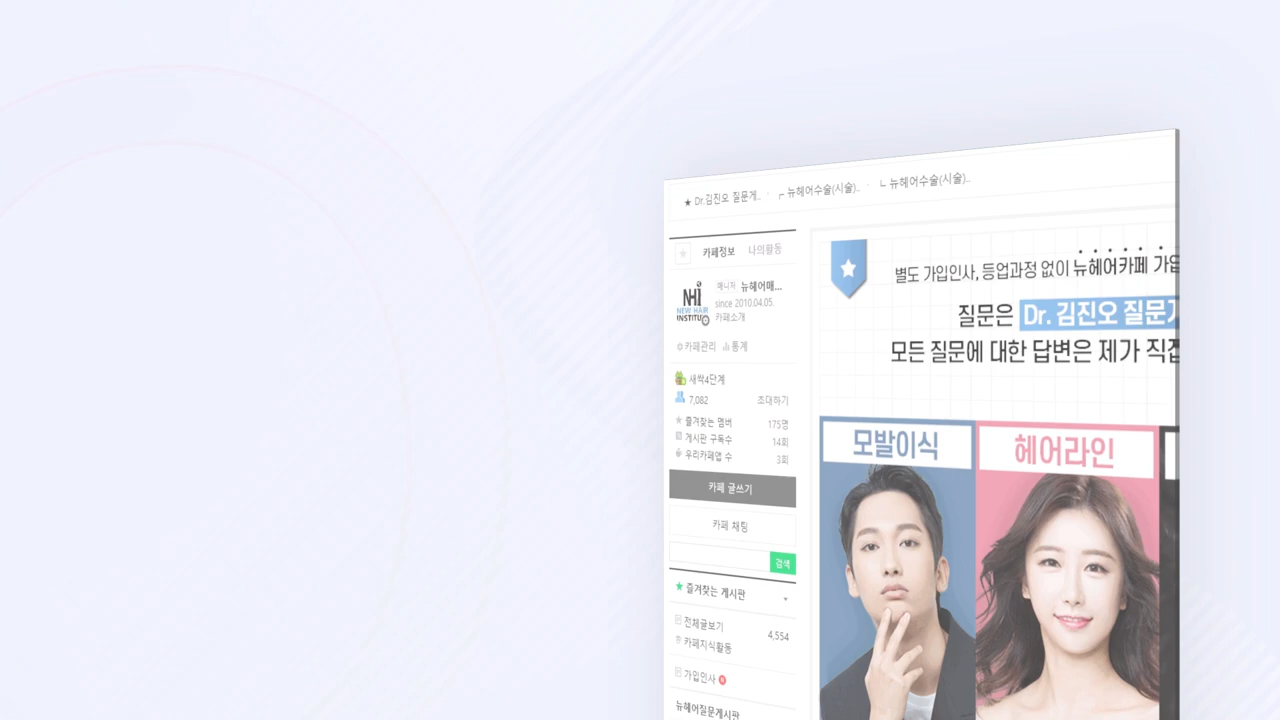 ★ Dr.김진오 질문게.. · ┌ 뉴헤어수술(시술).. · ㄴ 뉴헤어수술(시술)..
카페정보 나의활동
매니저 뉴헤어매...
since 2010.04.05.
카페소개
NHI
NEW HAIR
INSTITU
카페관리 통계
새싹4단계
7,082 초대하기
즐겨찾는 멤버 175명
게시판 구독수 14회
우리카페앱 수 3회
카페 글쓰기
카페 채팅
검색
★ 즐겨찾는 게시판
전체글보기 4,554
카페지식활동
가입인사 N
뉴헤어질문게시판
별도 가입인사, 등업과정 없이 뉴헤어카페 가입
질문은 Dr. 김진오 질문
모든 질문에 대한 답변은 제가 직접
모발이식
헤어라인